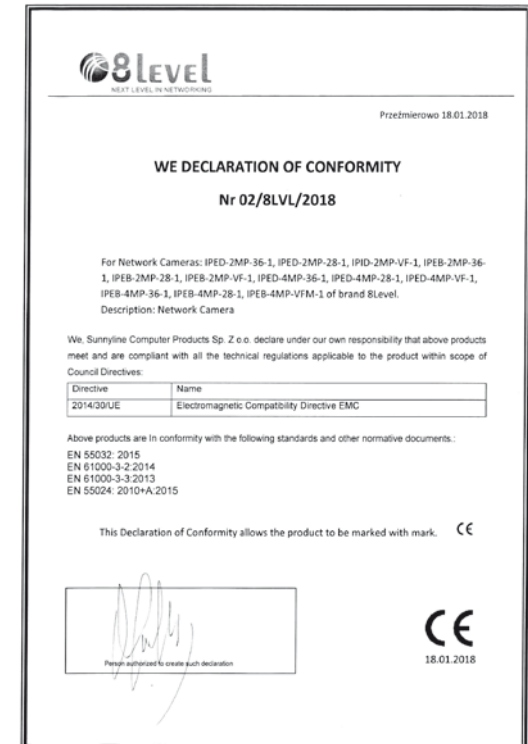 8LEVEL
NEXT LEVEL IN NETWORKING
Przeźmierowo 18.01.2018
WE DECLARATION OF CONFORMITY
Nr 02/8LVL/2018
For Network Cameras: IPED-2MP-36-1, IPED-2MP-28-1, IPID-2MP-VF-1, IPEB-2MP-36-
1, IPEB-2MP-28-1, IPEB-2MP-VF-1, IPED-4MP-36-1, IPED-4MP-28-1, IPED-4MP-VF-1,
IPEB-4MP-36-1, IPEB-4MP-28-1, IPEB-4MP-VFM-1 of brand 8Level.
Description: Network Camera
We, Sunnyline Computer Products Sp. Z o.o. declare under our own responsibility that above products
meet and are compliant with all the technical regulations applicable to the product within scope of
Council Directives:
Directive Name
2014/30/UE Electromagnetic Compatibility Directive EMC
Above products are In conformity with the following standards and other normative documents.:
EN 55032: 2015
EN 61000-3-2:2014
EN 61000-3-3:2013
EN 55024: 2010+A:2015
This Declaration of Conformity allows the product to be marked with mark. CE
Person authorized to create such declaration
CE
18.01.2018